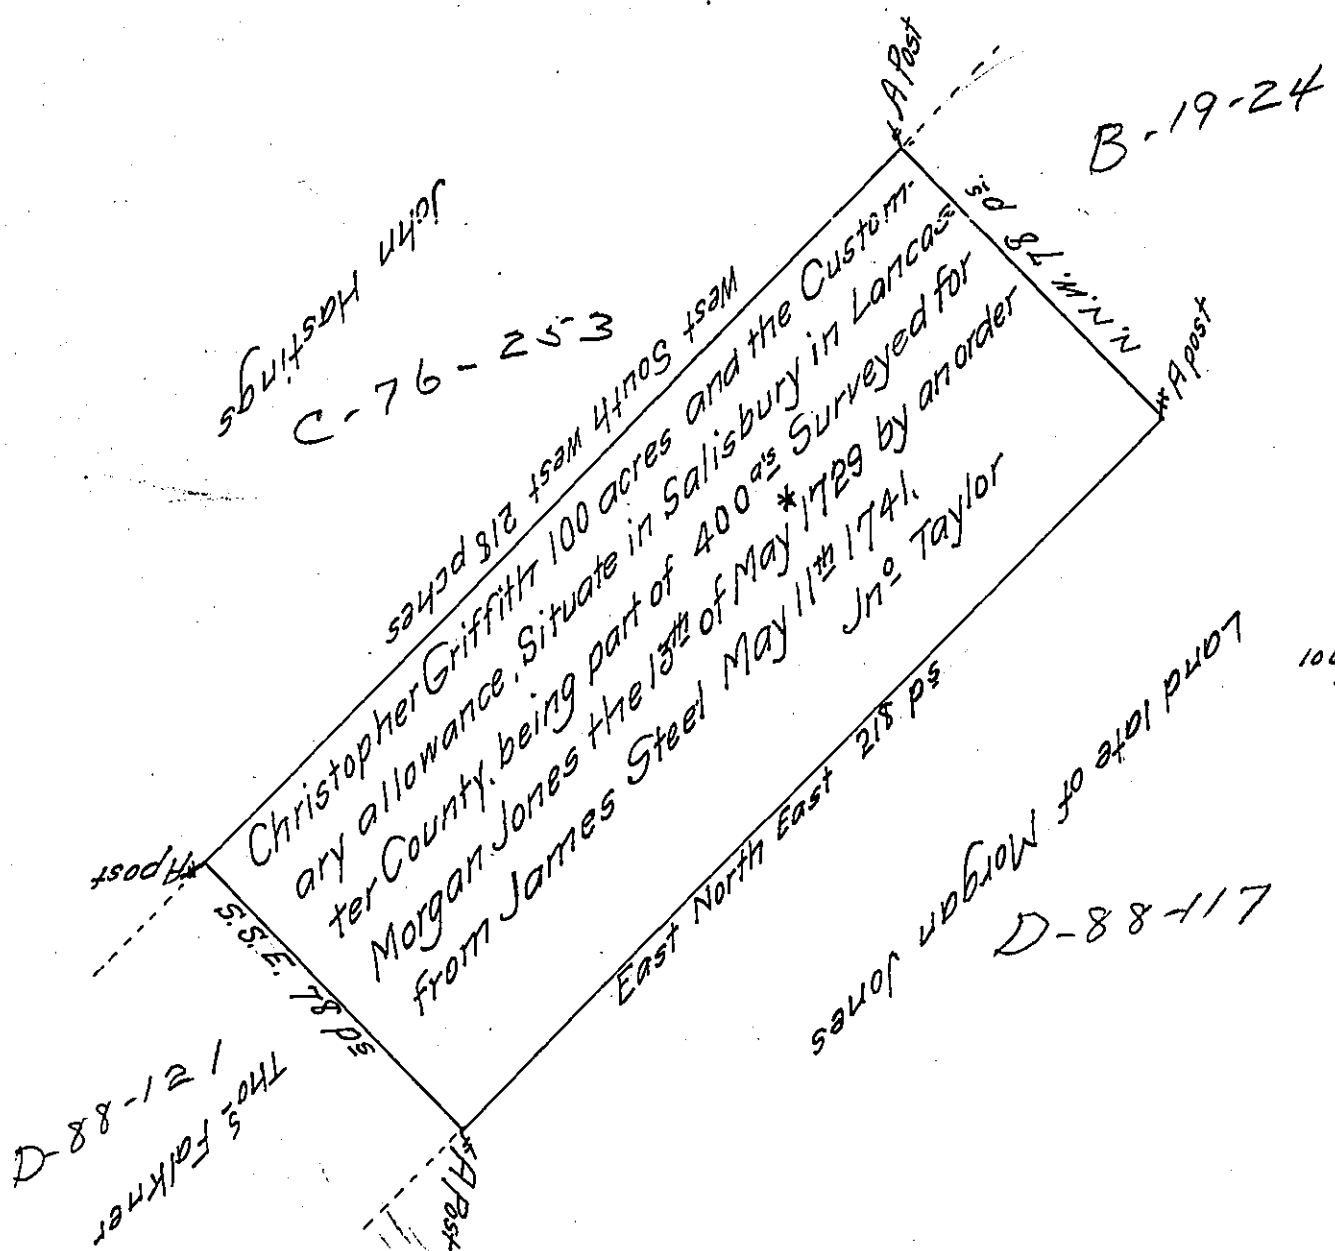 A Post
B-19-24
John Hastings
C-76-253
West South west 218 pches
N.N.W. 78 ps
A post
Christopher Griffith 100 acres and the Custom-
ary allowance. Situate in Salisbury in Lancas
ter County, being part of 400 a's Surveyed for
Morgan Jones the 13th of May * 1729 by an order
from James Steel May 11th 1741.
Jno Taylor
A post
S.S.E. 78 ps
East North East 218 ps
Land late of Morgan Jones
D-88-117
D-88-121
Thos Falkner
A Post